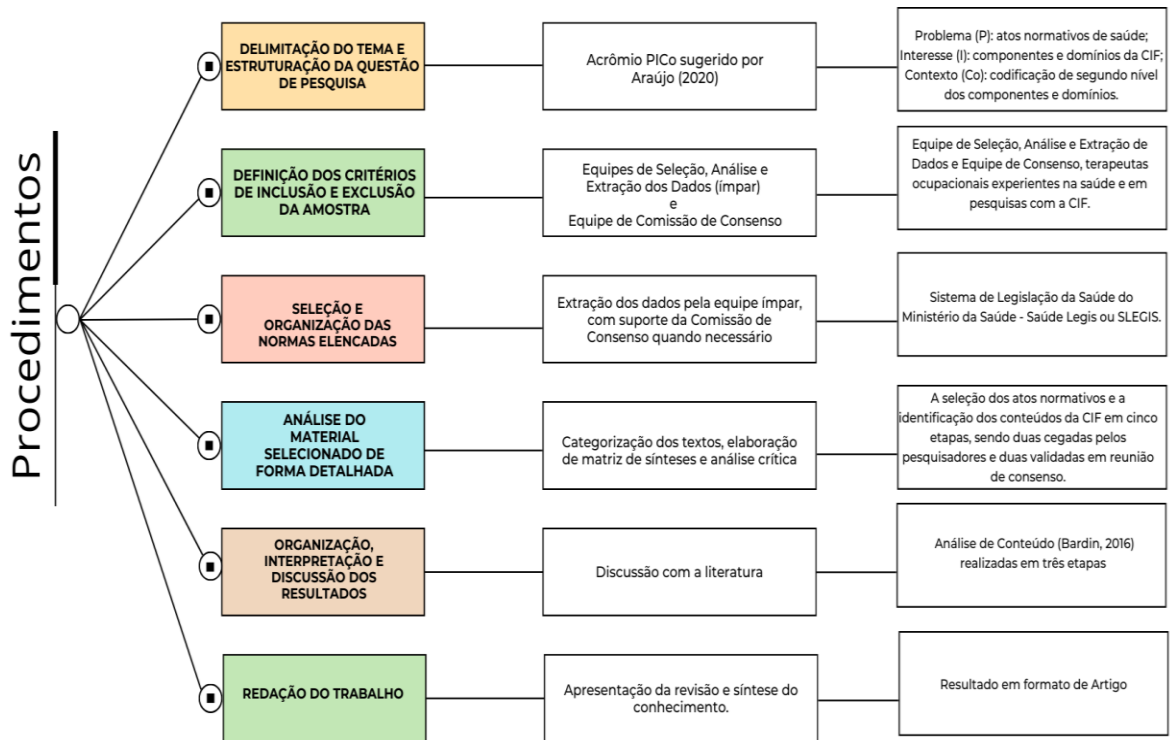 Procedimentos
DELIMITAÇÃO DO TEMA E
ESTRUTURAÇÃO DA QUESTÃO
DE PESQUISA
Acrômio PICo sugerido por
Araújo (2020)
Problema (P): atos normativos de saúde;
Interesse (I): componentes e domínios da CIF;
Contexto (Co): codificação de segundo nível
dos componentes e domínios.
DEFINIÇÃO DOS CRITÉRIOS
DE INCLUSÃO E EXCLUSÃO
DA AMOSTRA
Equipes de Seleção, Análise e
Extração dos Dados (ímpar)
e
Equipe de Comissão de Consenso
Equipe de Seleção, Análise e Extração de
Dados e Equipe de Consenso, terapeutas
ocupacionais experientes na saúde e em
pesquisas com a CIF.
SELEÇÃO E
ORGANIZAÇÃO DAS
NORMAS ELENCADAS
Extração dos dados pela equipe ímpar,
com suporte da Comissão de
Consenso quando necessário
Sistema de Legislação da Saúde do
Ministério da Saúde - Saúde Legis ou SLEGIS.
ANÁLISE DO
MATERIAL
SELECIONADO DE
FORMA DETALHADA
Categorização dos textos, elaboração
de matriz de sínteses e análise crítica
A seleção dos atos normativos e a
identificação dos conteúdos da CIF em cinco
etapas, sendo duas cegadas pelos
pesquisadores e duas validadas em reunião
de consenso.
ORGANIZAÇÃO,
INTERPRETAÇÃO E
DISCUSSÃO DOS
RESULTADOS
Discussão com a literatura
Análise de Conteúdo (Bardin, 2016)
realizadas em três etapas
REDAÇÃO DO TRABALHO
Apresentação da revisão e síntese do
conhecimento.
Resultado em formato de Artigo